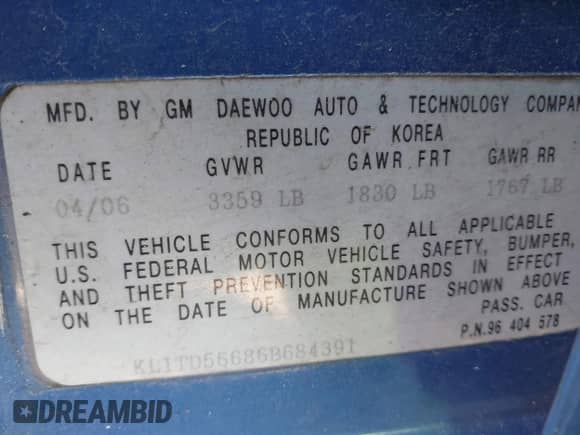 MFD. BY GM DAEWOO AUTO & TECHNOLOGY COMPAN
REPUBLIC OF KOREA
DATE GVWR GAWR FRT GAWR RR
04/06 3359 LB 1830 LB 1767 LB
THIS VEHICLE CONFORMS TO ALL APPLICABLE
U.S. FEDERAL MOTOR VEHICLE SAFETY, BUMPER,
AND THEFT PREVENTION STANDARDS IN EFFECT
ON THE DATE OF MANUFACTURE SHOWN ABOVE
PASS. CAR
P.N.96 404 578
KL1TD56686B684391
DREAMBID